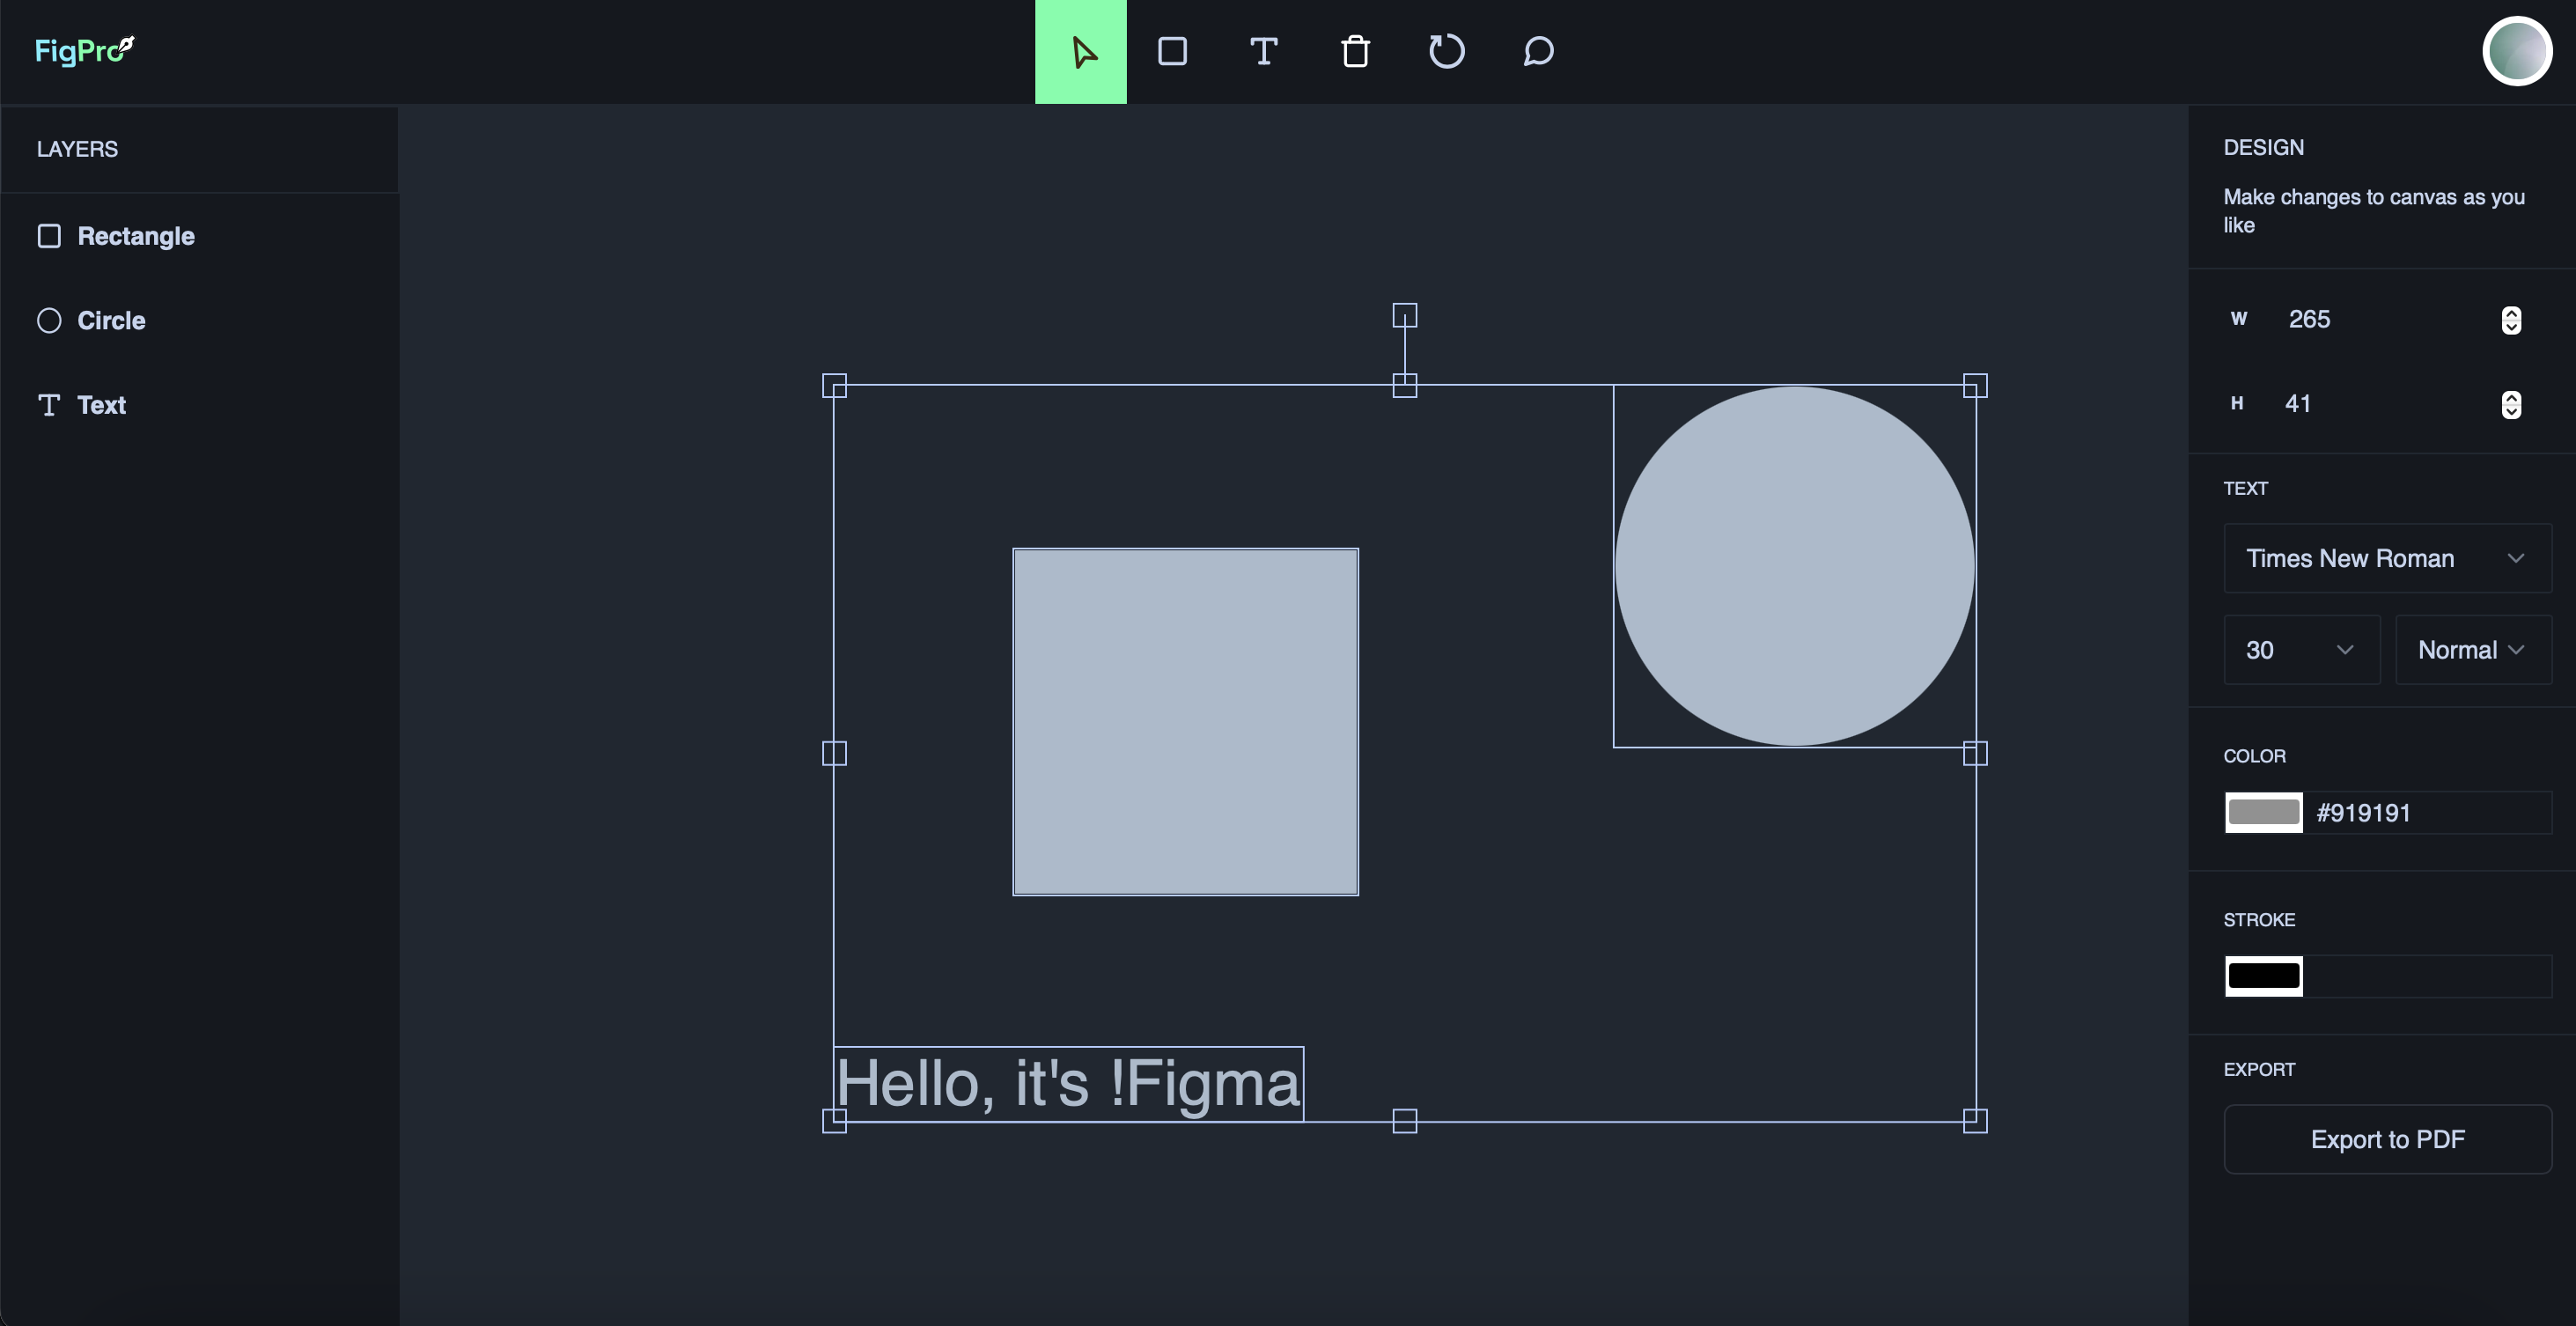 FigPro
LAYERS
Rectangle
Circle
Text
Hello, it's !Figma
DESIGN
Make changes to canvas as you
like
W 265
H 41
TEXT
Times New Roman
30 Normal
COLOR
#919191
STROKE
EXPORT
Export to PDF